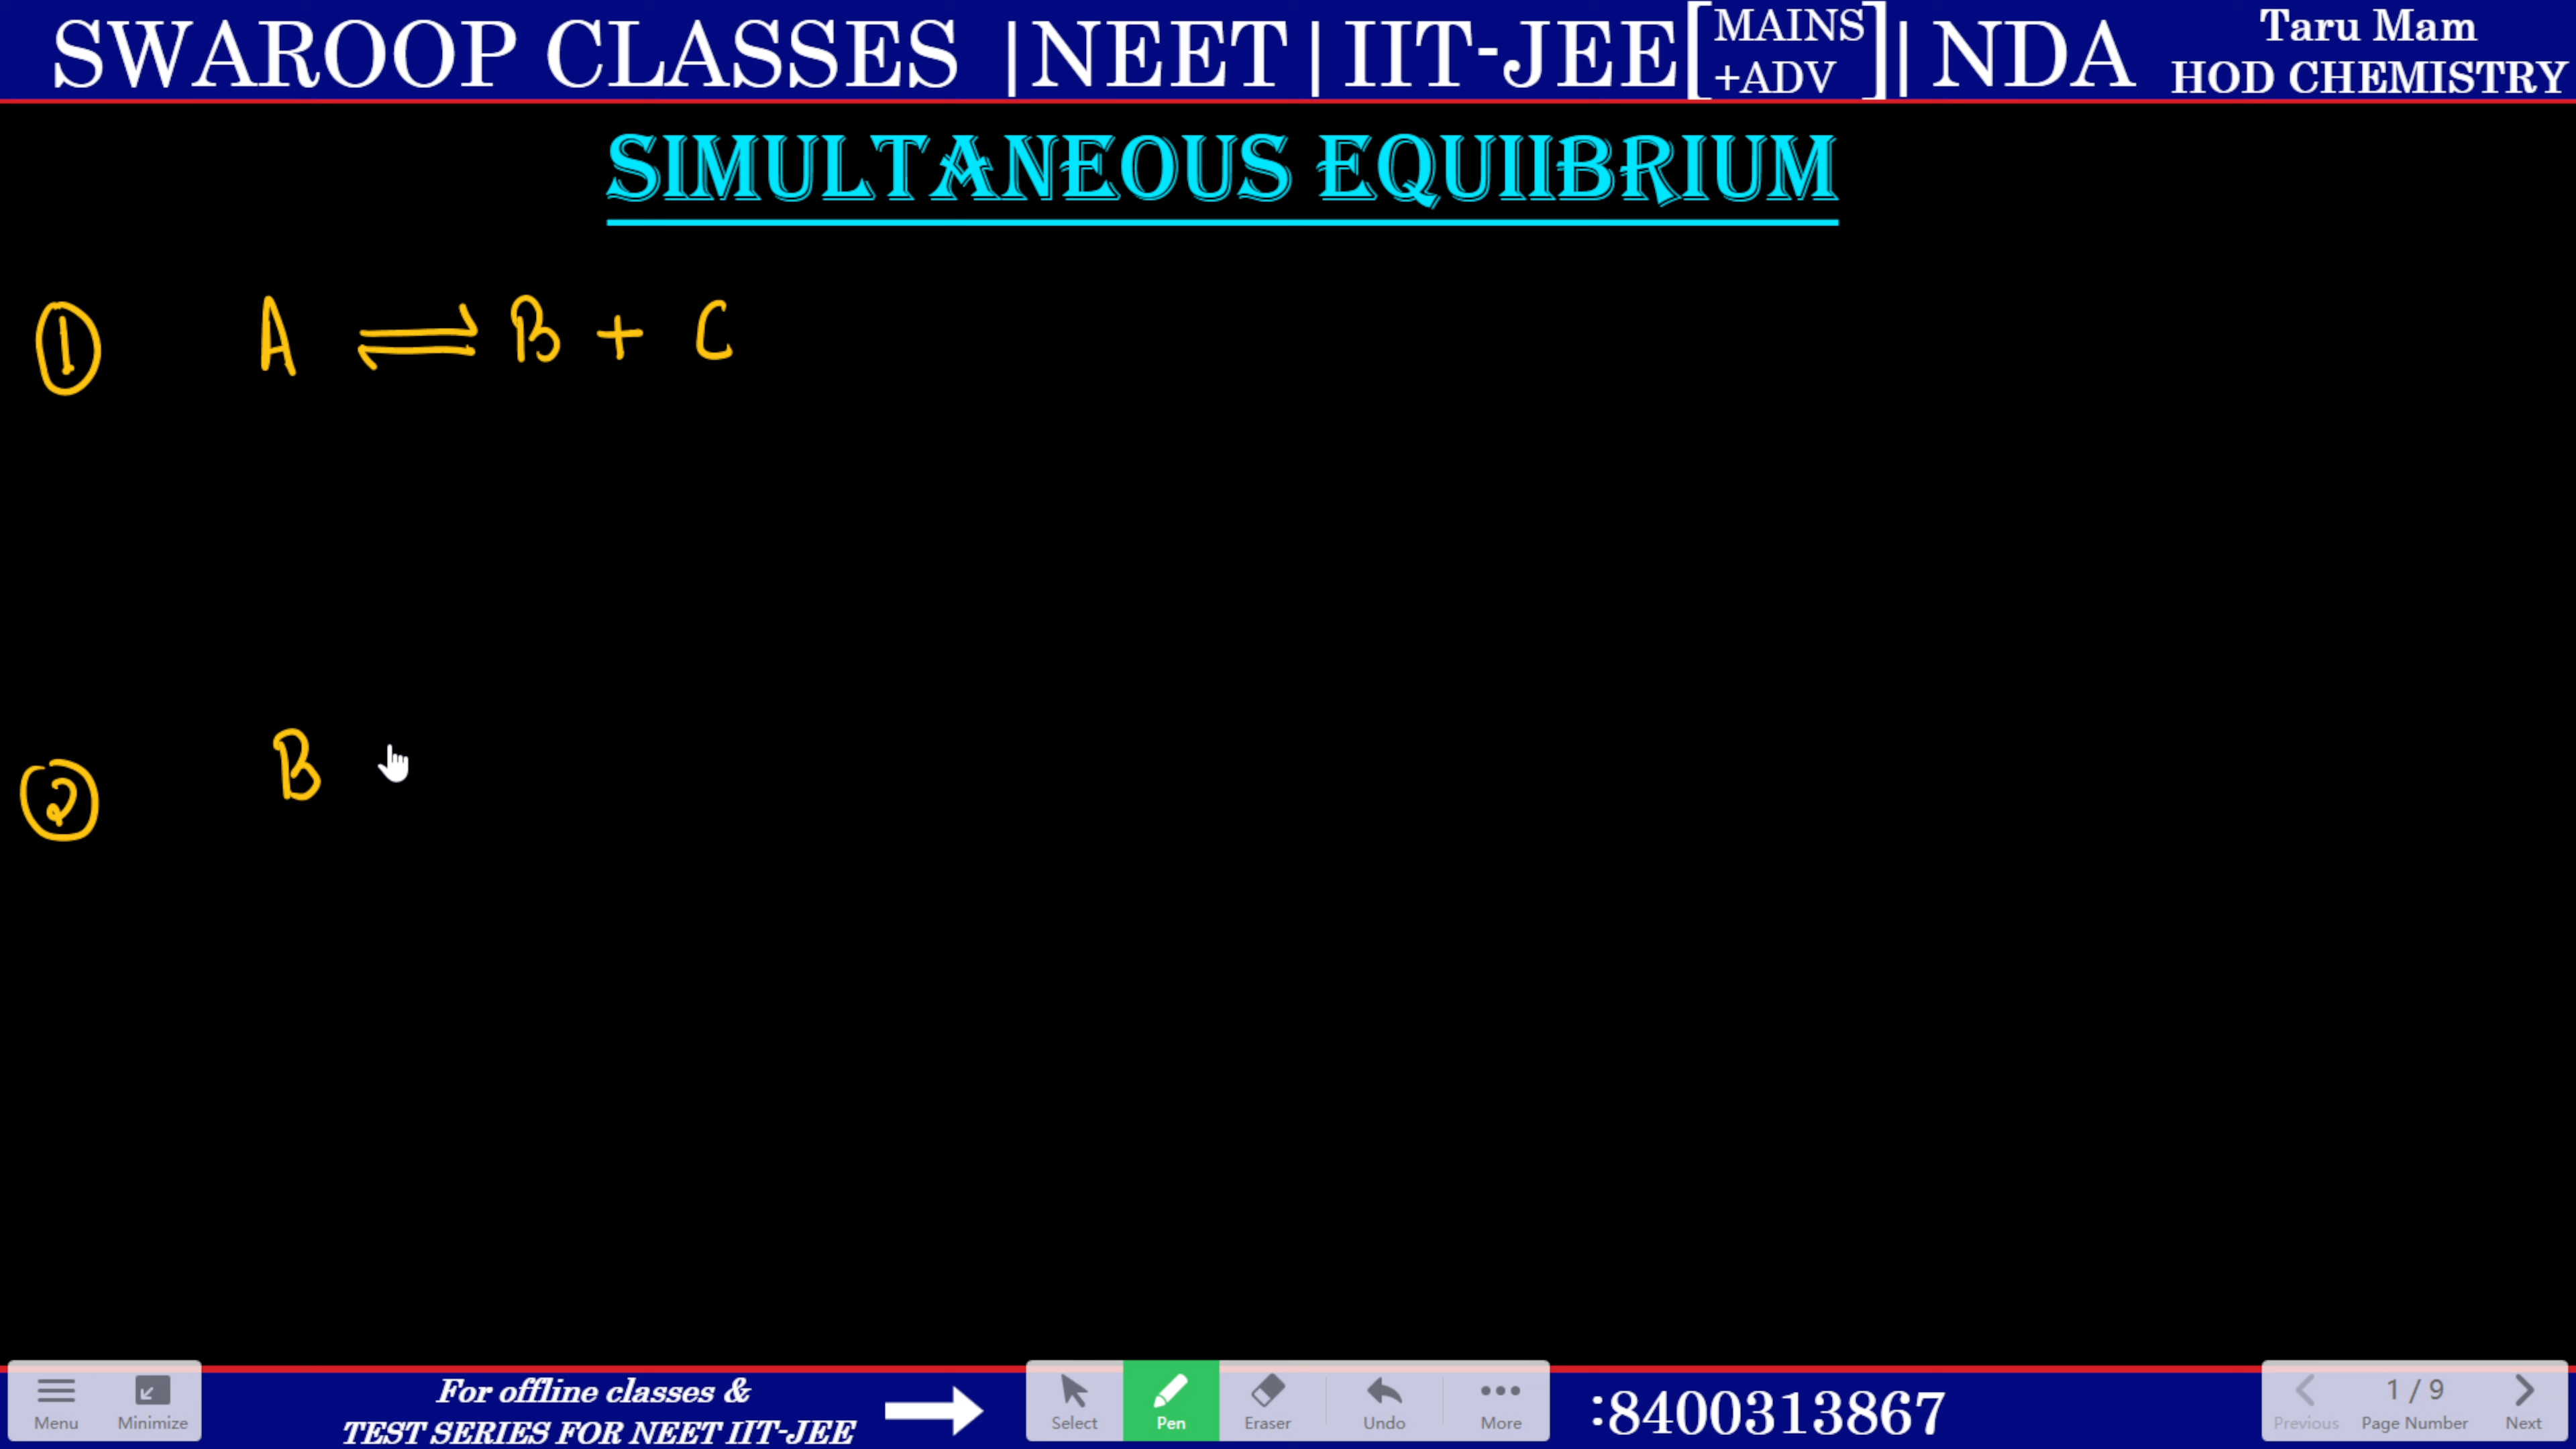 SWAROOP CLASSES |NEET| IIT-JEE[MAINS +ADV]| NDA
Taru Mam
HOD CHEMISTRY
SIMULTANEOUS EQUIIBRIUM
① A ⇌ B + C
② B
Menu
Minimize
For offline classes &
TEST SERIES FOR NEET IIT-JEE
Select
Pen
Eraser
Undo
More
:8400313867
Previous
1 / 9
Page Number
Next